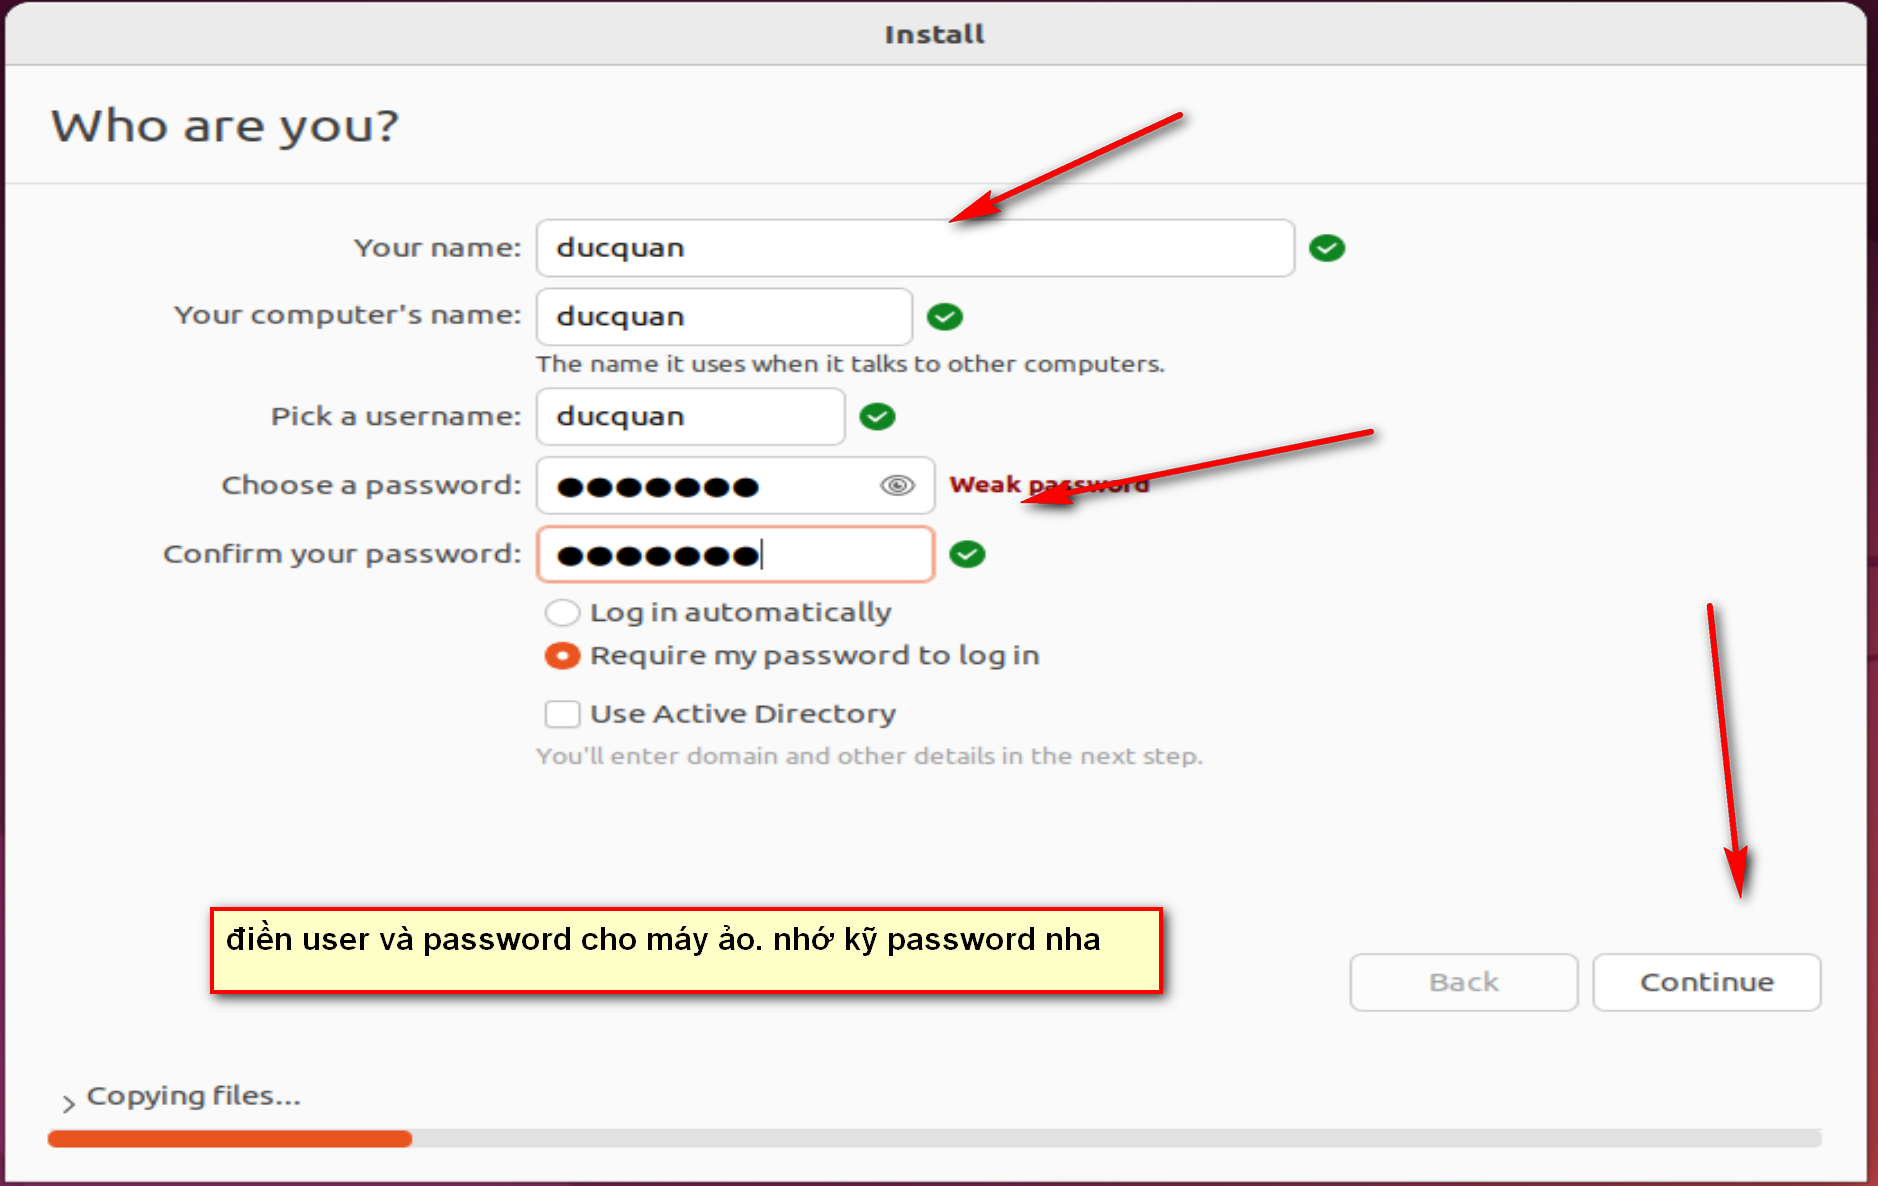 Install
Who are you?
Your name: ducquan
Your computer's name: ducquan
The name it uses when it talks to other computers.
Pick a username: ducquan
Choose a password: ●●●●●●● Weak password
Confirm your password: ●●●●●●●
Log in automatically
Require my password to log in
Use Active Directory
You'll enter domain and other details in the next step.
điền user và password cho máy ảo. nhớ kỹ password nha
Back Continue
Copying files...